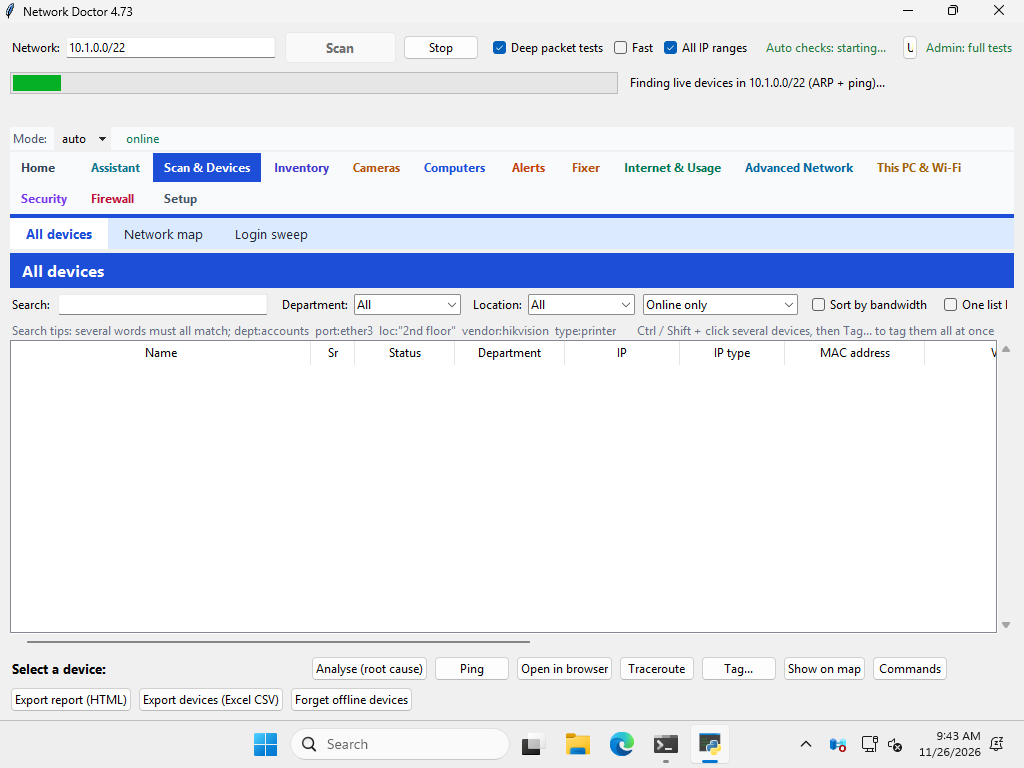 Network Doctor 4.73
Network: 10.1.0.0/22 Scan Stop Deep packet tests Fast All IP ranges Auto checks: starting... U Admin: full tests
Finding live devices in 10.1.0.0/22 (ARP + ping)...
Mode: auto online
Home Assistant Scan & Devices Inventory Cameras Computers Alerts Fixer Internet & Usage Advanced Network This PC & Wi-Fi
Security Firewall Setup
All devices Network map Login sweep
All devices
Search: Department: All Location: All Online only Sort by bandwidth One list
Search tips: several words must all match; dept:accounts port:ether3 loc:"2nd floor" vendor:hikvision type:printer Ctrl / Shift + click several devices, then Tag... to tag them all at once
Name Sr Status Department IP IP type MAC address
Select a device: Analyse (root cause) Ping Open in browser Traceroute Tag... Show on map Commands
Export report (HTML) Export devices (Excel CSV) Forget offline devices
Search
9:43 AM
11/26/2026